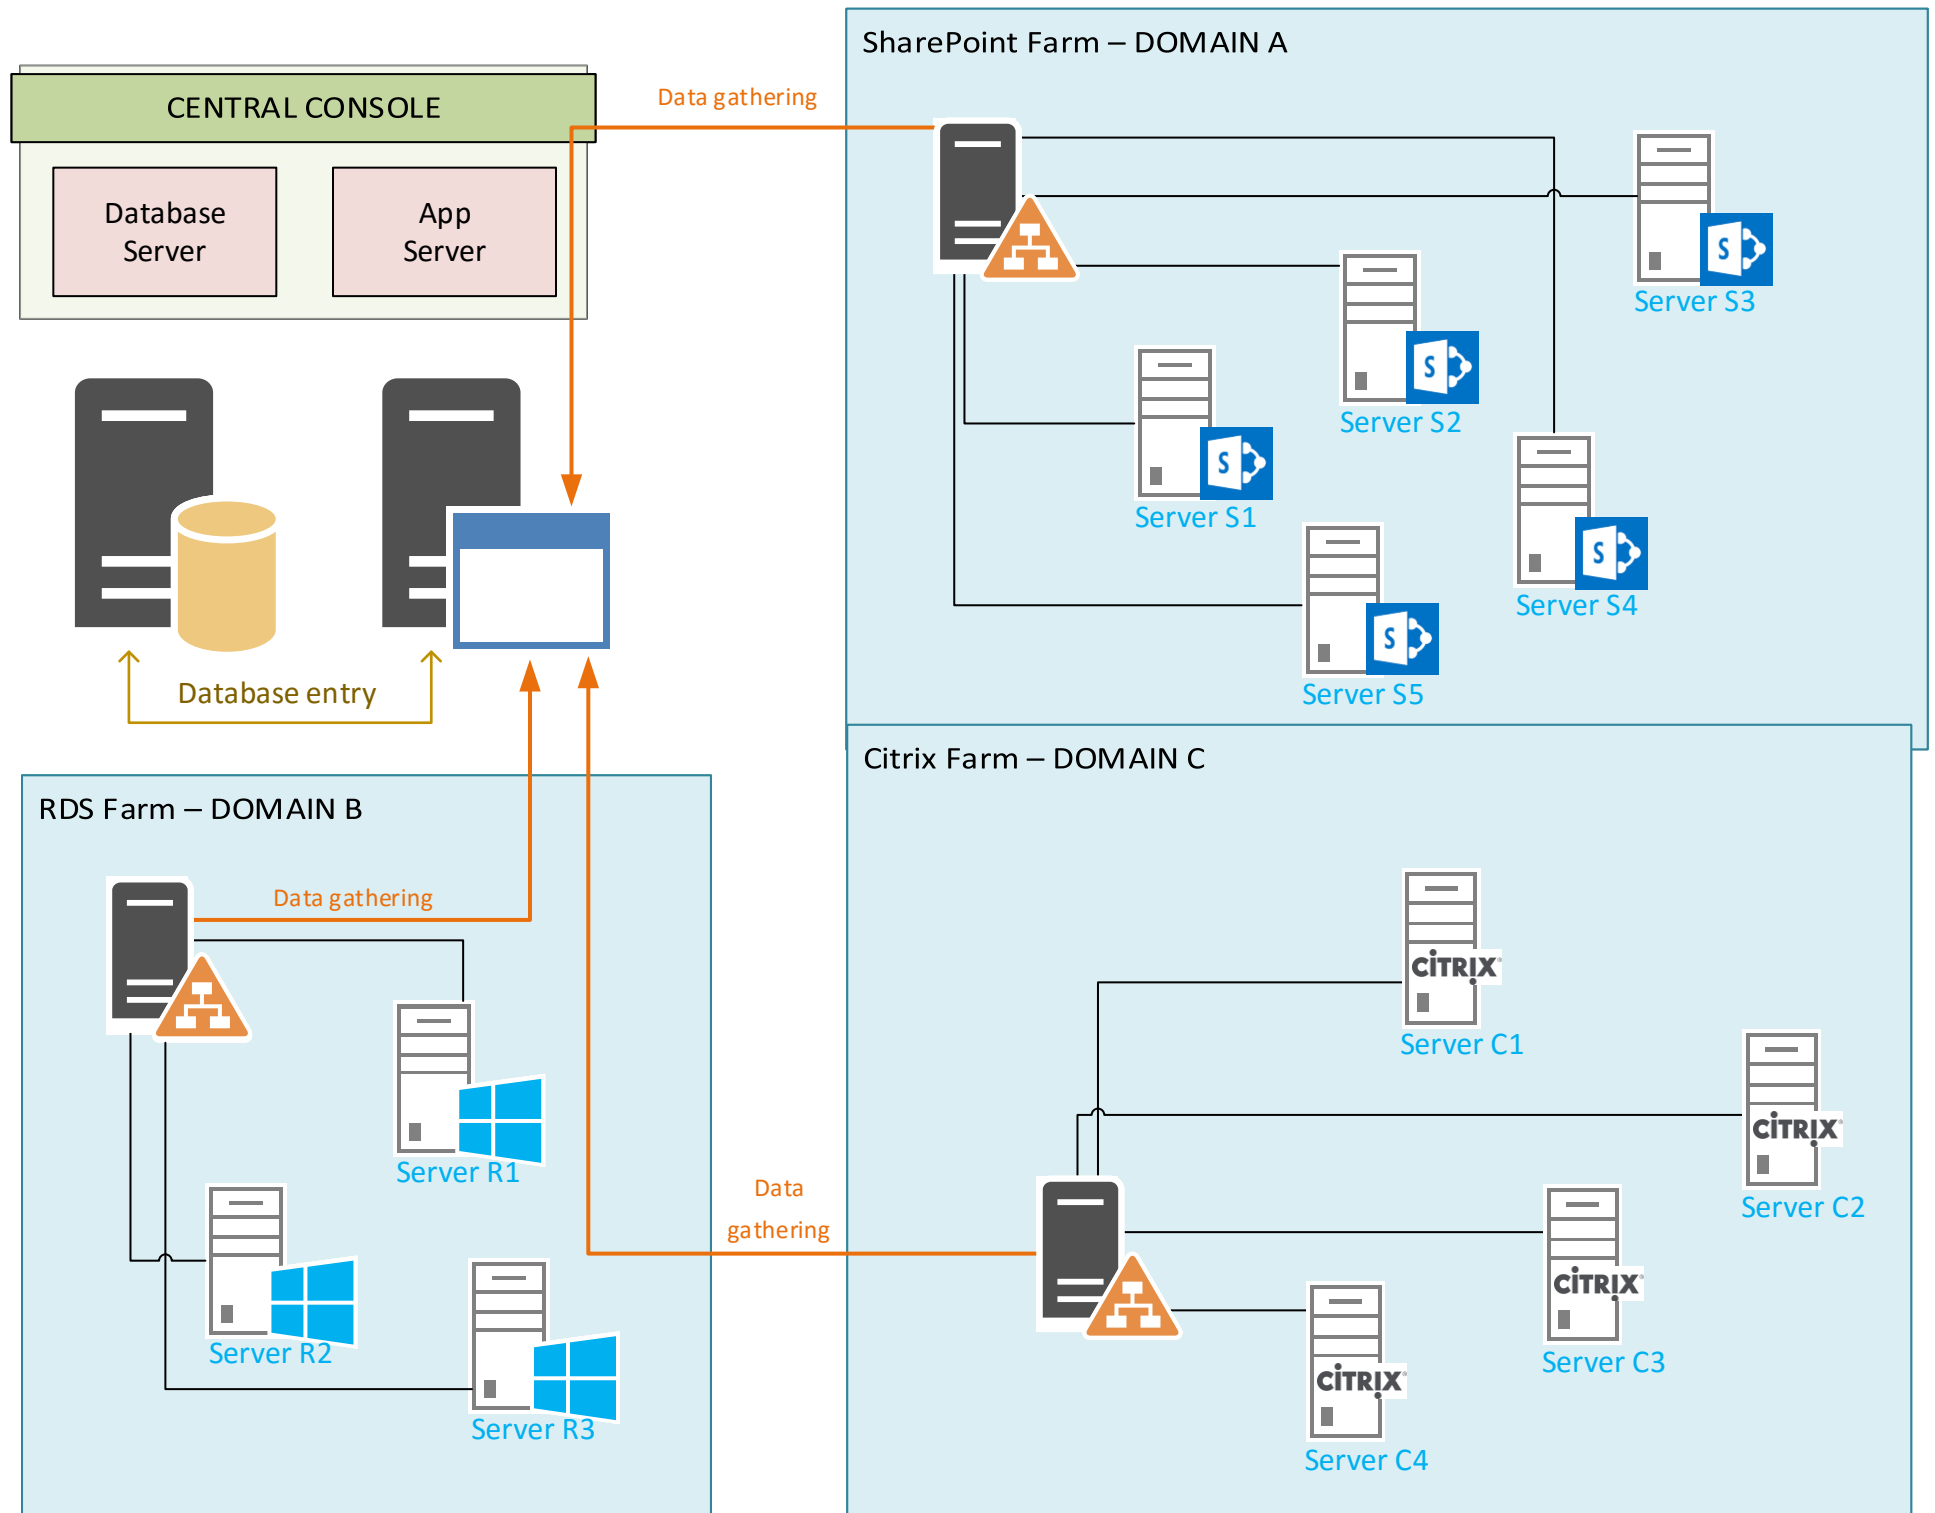 SharePoint Farm – DOMAIN A
CENTRAL CONSOLE
Data gathering
Database
Server
App
Server
S
Server S3
S
Server S2
S
Server S1
S
Server S4
S
Server S5
Database entry
Citrix Farm – DOMAIN C
RDS Farm – DOMAIN B
Data gathering
CITRIX
Server C1
CITRIX
Server C2
Server R1
Data
gathering
CITRIX
Server C3
Server R2
CITRIX
Server C4
Server R3